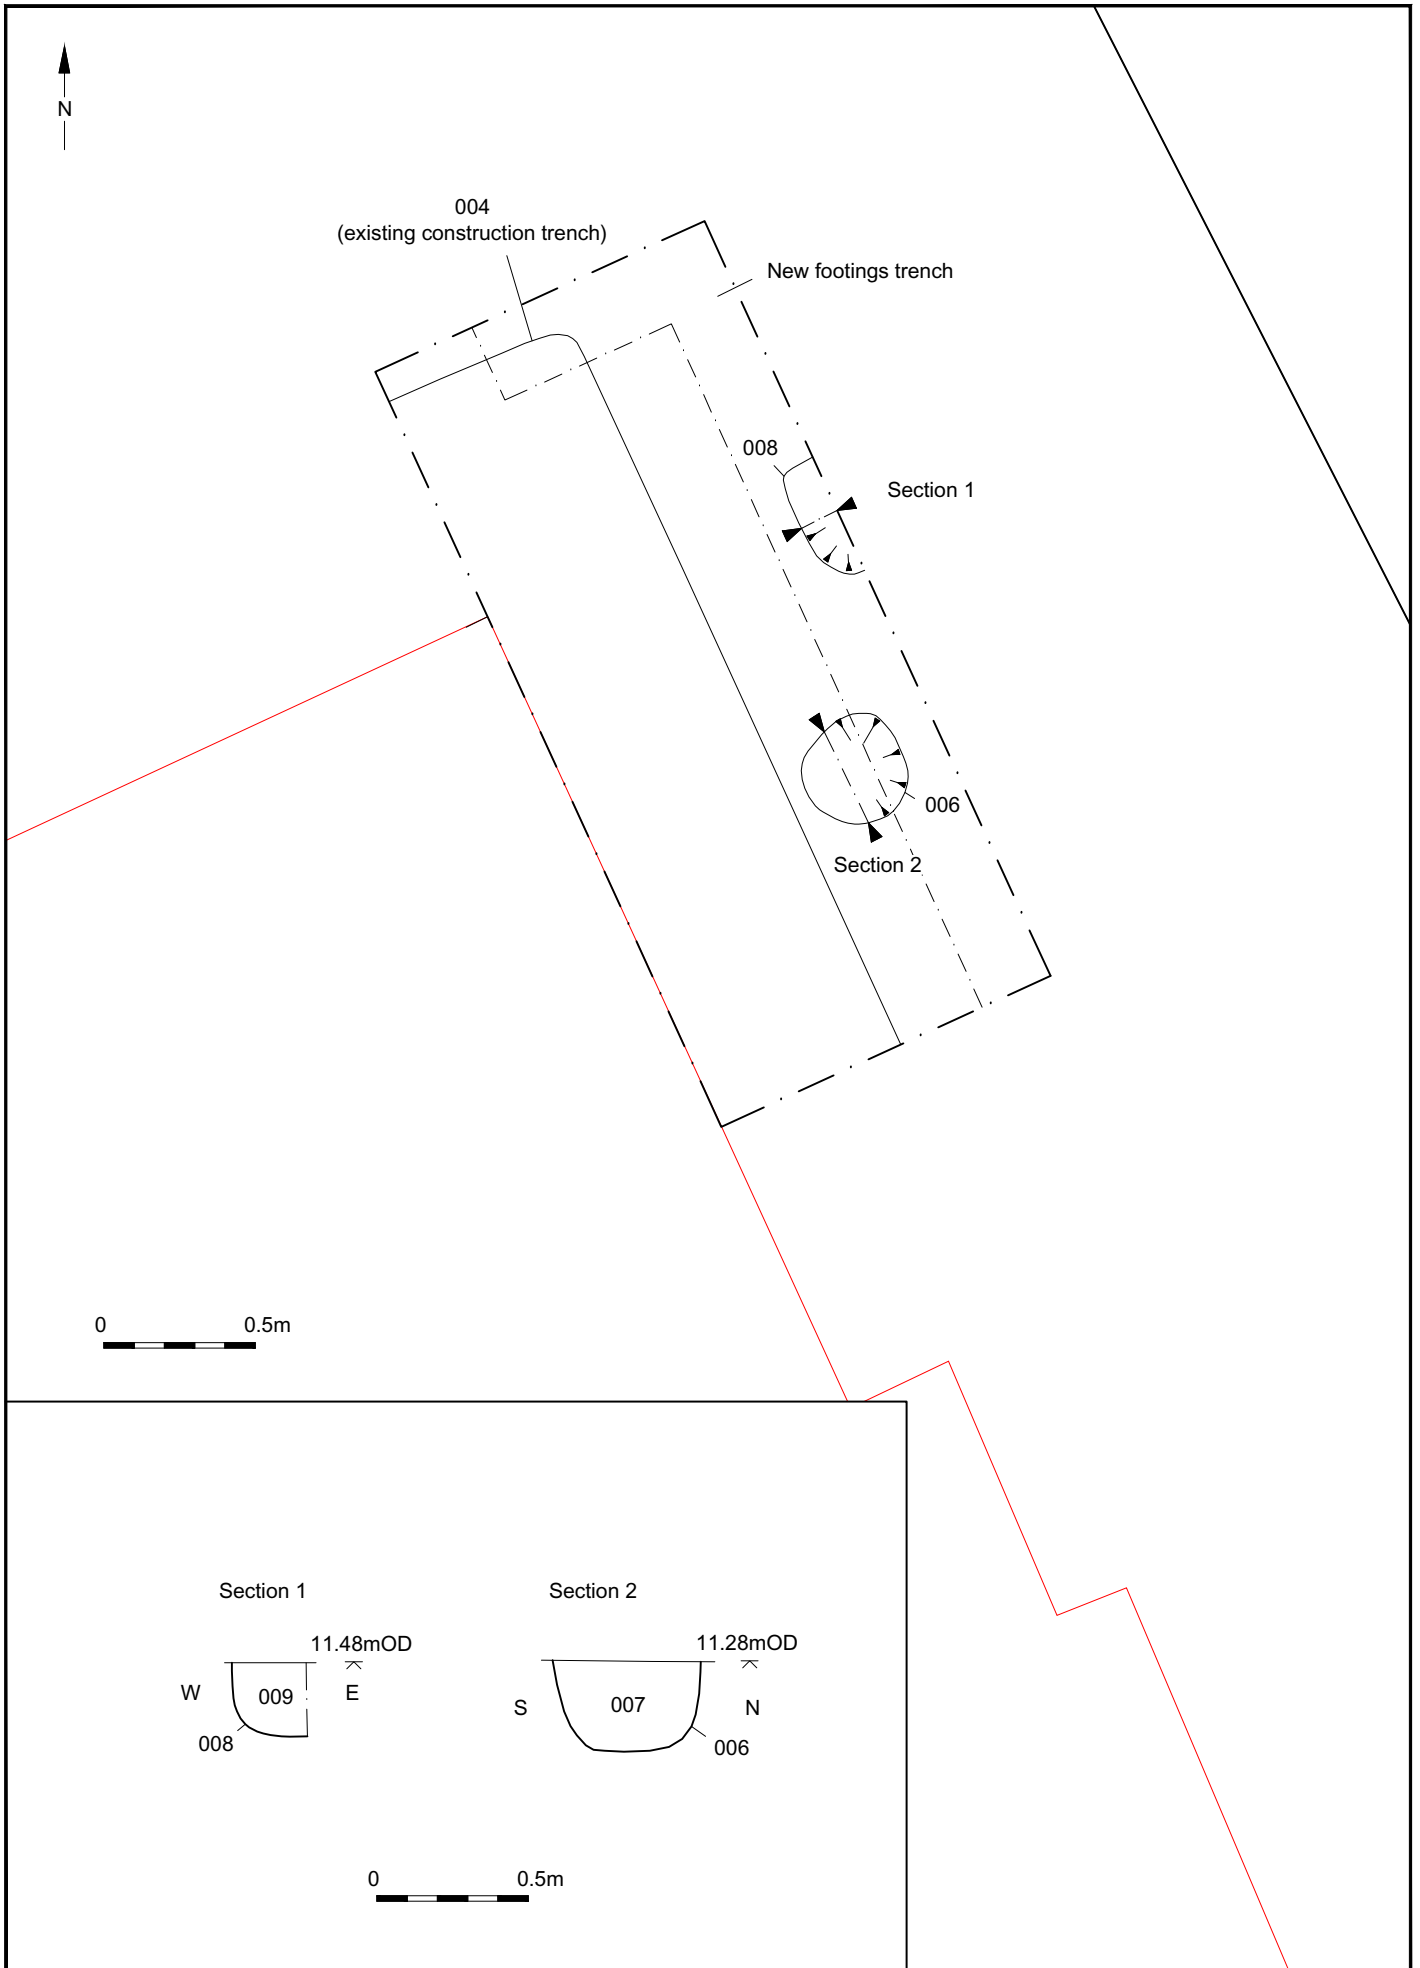 N
004
(existing construction trench)
New footings trench
008
Section 1
006
Section 2
0 0.5m
Section 1
Section 2
11.48mOD
11.28mOD
W
009
E
008
S
007
N
006
0 0.5m